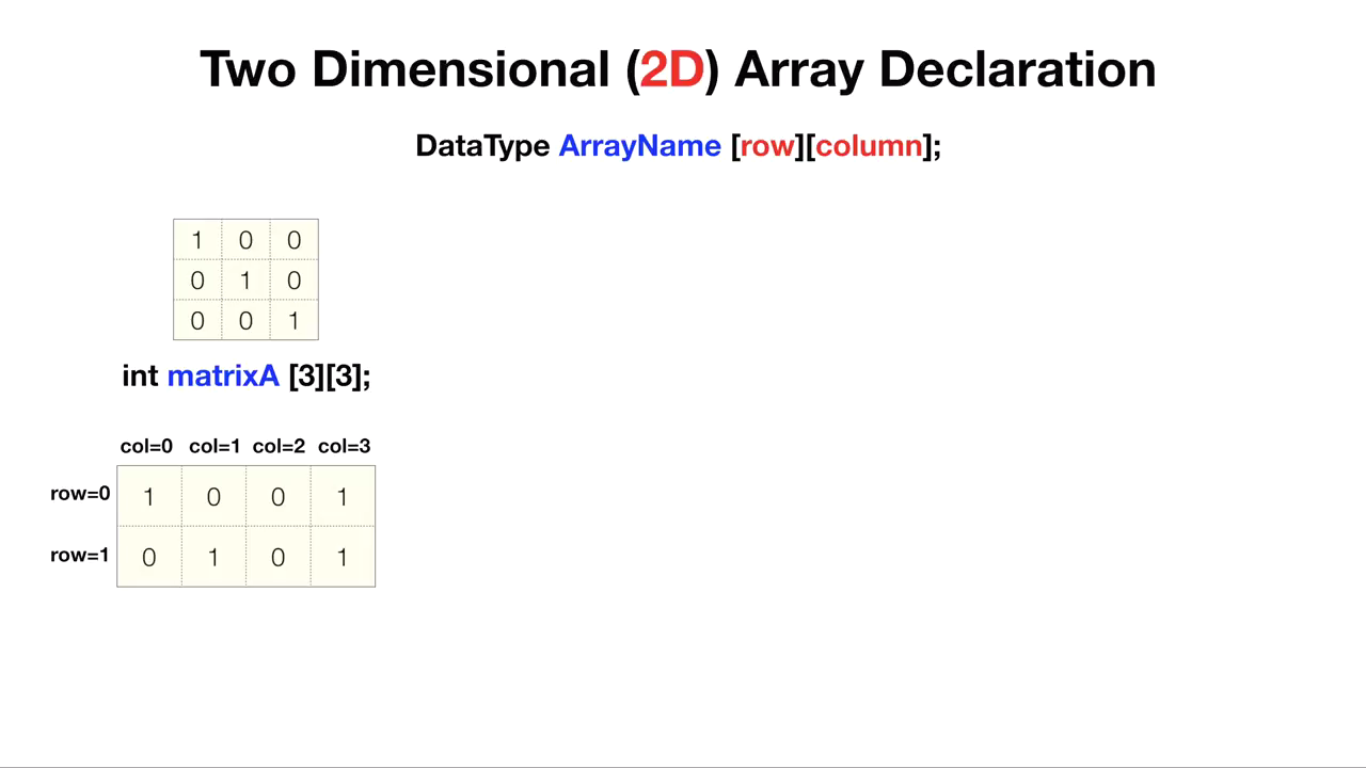 Two Dimensional (2D) Array Declaration
DataType ArrayName [row][column];
1 0 0
0 1 0
0 0 1
int matrixA [3][3];
col=0 col=1 col=2 col=3
row=0 1 0 0 1
row=1 0 1 0 1